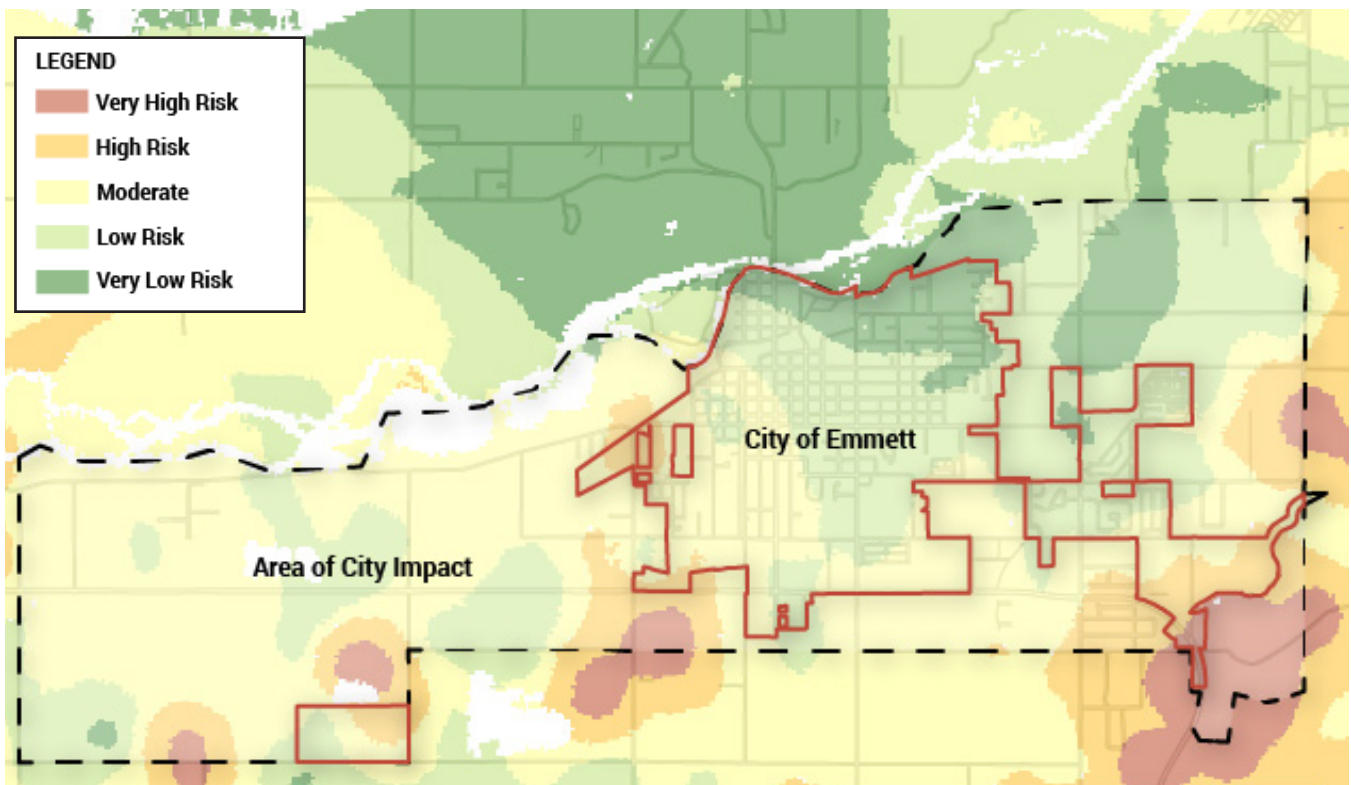 LEGEND
Very High Risk
High Risk
Moderate
Low Risk
Very Low Risk
City of Emmett
Area of City Impact